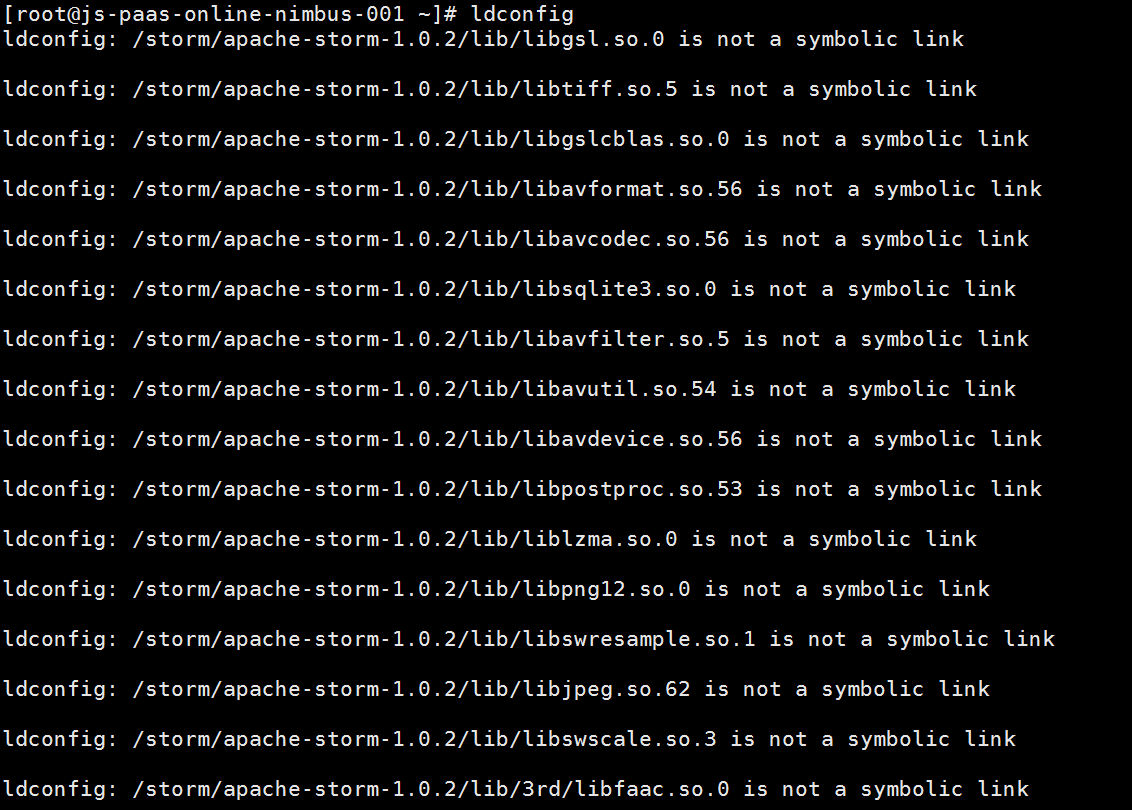 [root@js-paas-online-nimbus-001 ~]# ldconfig
ldconfig: /storm/apache-storm-1.0.2/lib/libgsl.so.0 is not a symbolic link
ldconfig: /storm/apache-storm-1.0.2/lib/libtiff.so.5 is not a symbolic link
ldconfig: /storm/apache-storm-1.0.2/lib/libgslcblas.so.0 is not a symbolic link
ldconfig: /storm/apache-storm-1.0.2/lib/libavformat.so.56 is not a symbolic link
ldconfig: /storm/apache-storm-1.0.2/lib/libavcodec.so.56 is not a symbolic link
ldconfig: /storm/apache-storm-1.0.2/lib/libsqlite3.so.0 is not a symbolic link
ldconfig: /storm/apache-storm-1.0.2/lib/libavfilter.so.5 is not a symbolic link
ldconfig: /storm/apache-storm-1.0.2/lib/libavutil.so.54 is not a symbolic link
ldconfig: /storm/apache-storm-1.0.2/lib/libavdevice.so.56 is not a symbolic link
ldconfig: /storm/apache-storm-1.0.2/lib/libpostproc.so.53 is not a symbolic link
ldconfig: /storm/apache-storm-1.0.2/lib/liblzma.so.0 is not a symbolic link
ldconfig: /storm/apache-storm-1.0.2/lib/libpng12.so.0 is not a symbolic link
ldconfig: /storm/apache-storm-1.0.2/lib/libswresample.so.1 is not a symbolic link
ldconfig: /storm/apache-storm-1.0.2/lib/libjpeg.so.62 is not a symbolic link
ldconfig: /storm/apache-storm-1.0.2/lib/libswscale.so.3 is not a symbolic link
ldconfig: /storm/apache-storm-1.0.2/lib/3rd/libfaac.so.0 is not a symbolic link